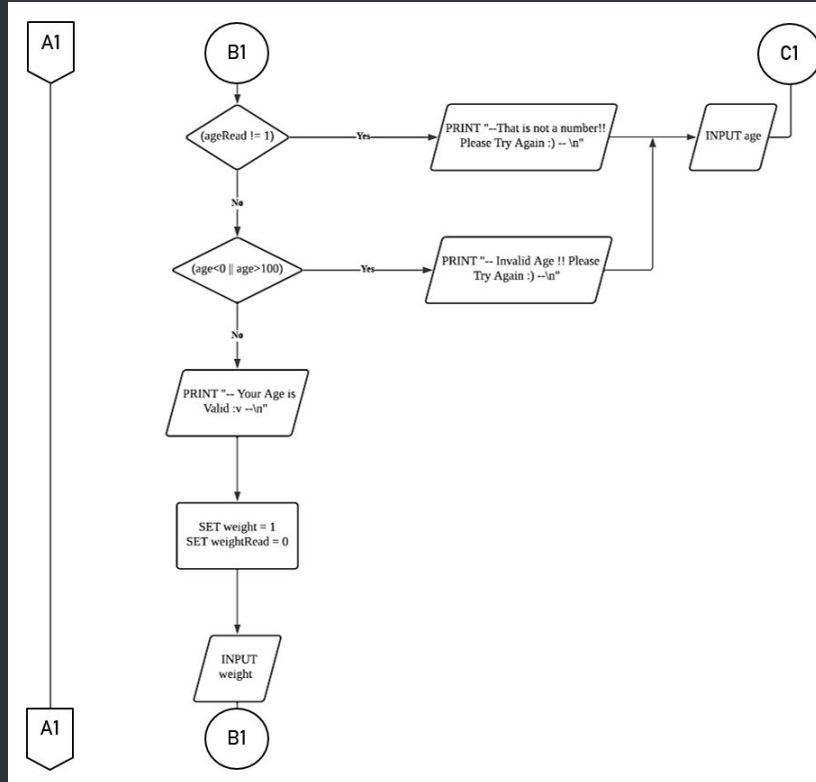 A1
B1
C1
(ageRead != 1)
Yes
PRINT "--That is not a number!!
Please Try Again :) -- \n"
INPUT age
No
(age<0 || age>100)
Yes
PRINT "-- Invalid Age !! Please
Try Again :) --\n"
No
PRINT "-- Your Age is
Valid :v --\n"
SET weight = 1
SET weightRead = 0
INPUT
weight
A1
B1